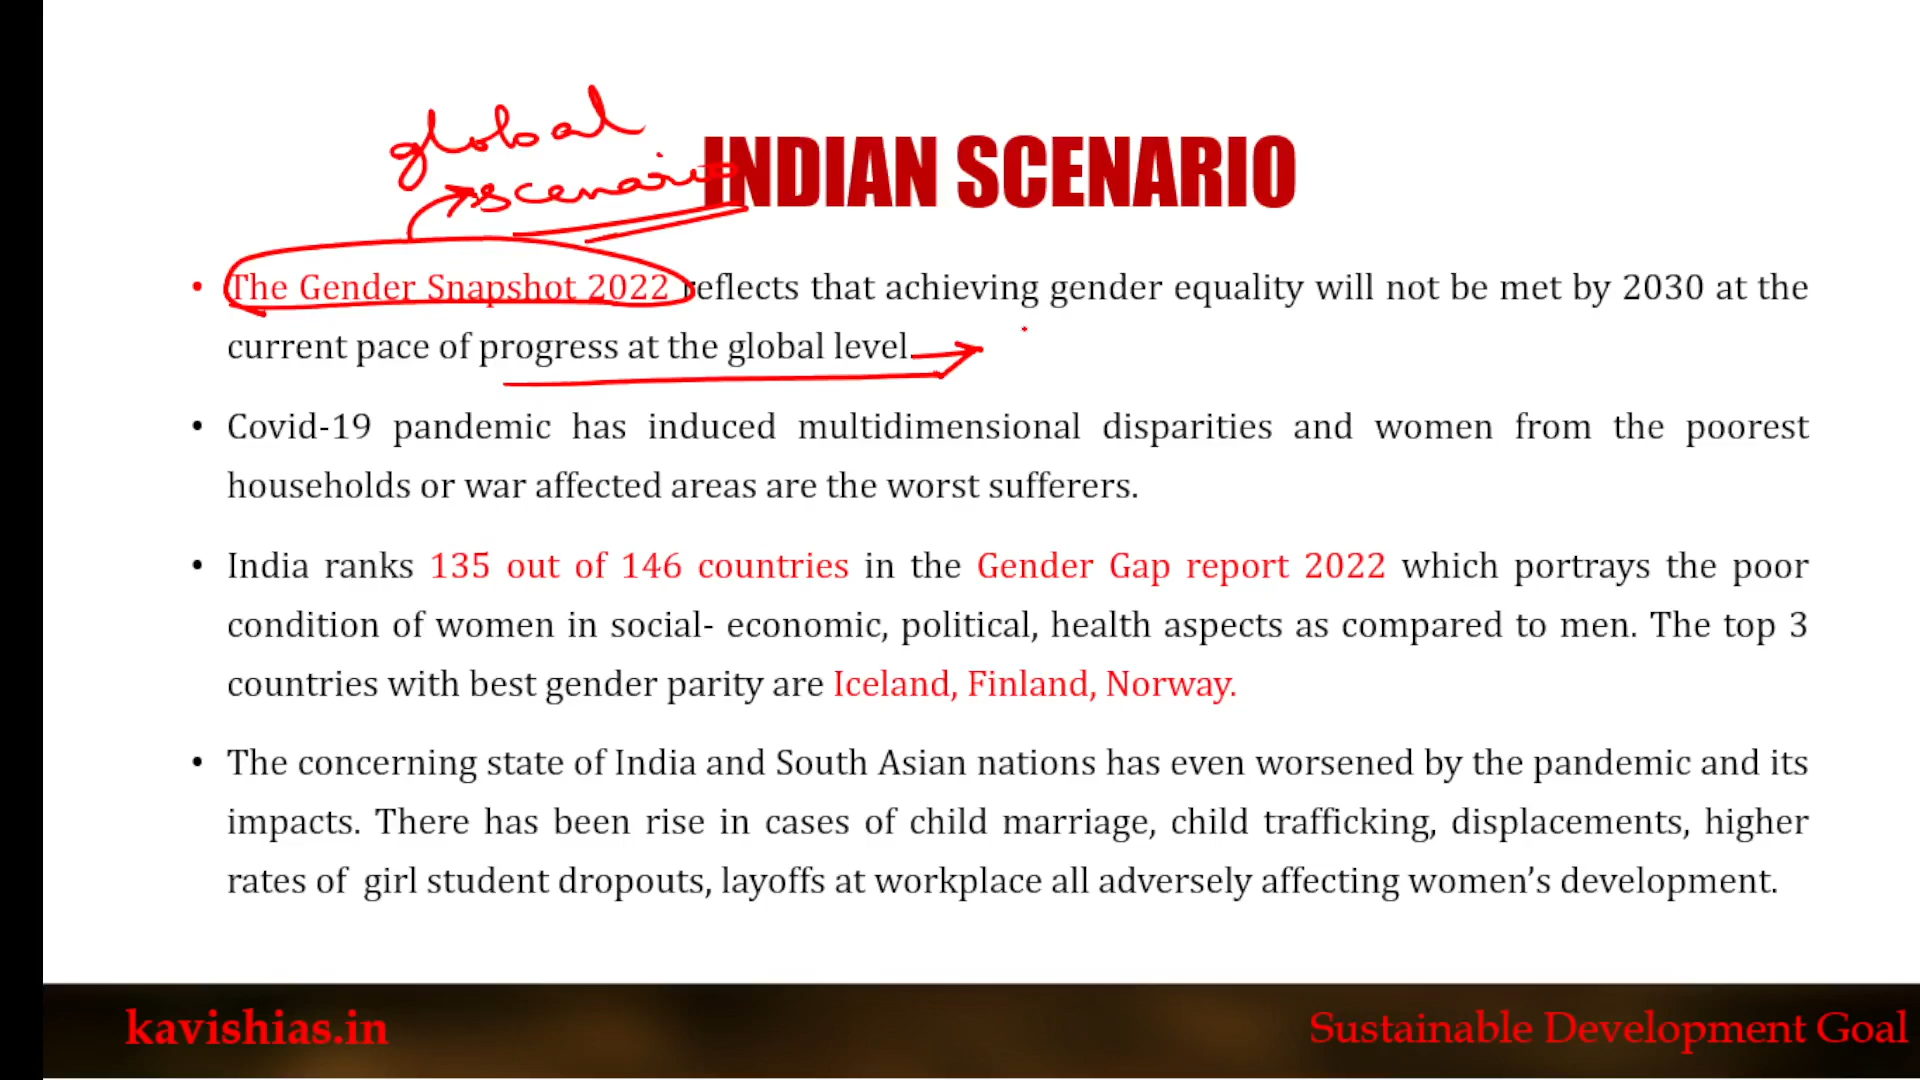 global
scenario
INDIAN SCENARIO
• The Gender Snapshot 2022 reflects that achieving gender equality will not be met by 2030 at the
current pace of progress at the global level.
• Covid-19 pandemic has induced multidimensional disparities and women from the poorest
households or war affected areas are the worst sufferers.
• India ranks 135 out of 146 countries in the Gender Gap report 2022 which portrays the poor
condition of women in social- economic, political, health aspects as compared to men. The top 3
countries with best gender parity are Iceland, Finland, Norway.
• The concerning state of India and South Asian nations has even worsened by the pandemic and its
impacts. There has been rise in cases of child marriage, child trafficking, displacements, higher
rates of girl student dropouts, layoffs at workplace all adversely affecting women’s development.
kavishias.in
Sustainable Development Goal